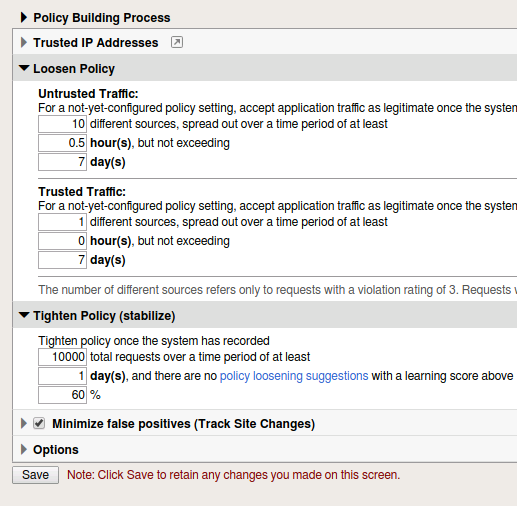 Policy Building Process
Trusted IP Addresses
Loosen Policy
Untrusted Traffic:
For a not-yet-configured policy setting, accept application traffic as legitimate once the system
10 different sources, spread out over a time period of at least
0.5 hour(s), but not exceeding
7 day(s)
Trusted Traffic:
For a not-yet-configured policy setting, accept application traffic as legitimate once the system
1 different sources, spread out over a time period of at least
0 hour(s), but not exceeding
7 day(s)
The number of different sources refers only to requests with a violation rating of 3. Requests
Tighten Policy (stabilize)
Tighten policy once the system has recorded
10000 total requests over a time period of at least
1 day(s), and there are no policy loosening suggestions with a learning score above
60 %
Minimize false positives (Track Site Changes)
Options
Save Note: Click Save to retain any changes you made on this screen.